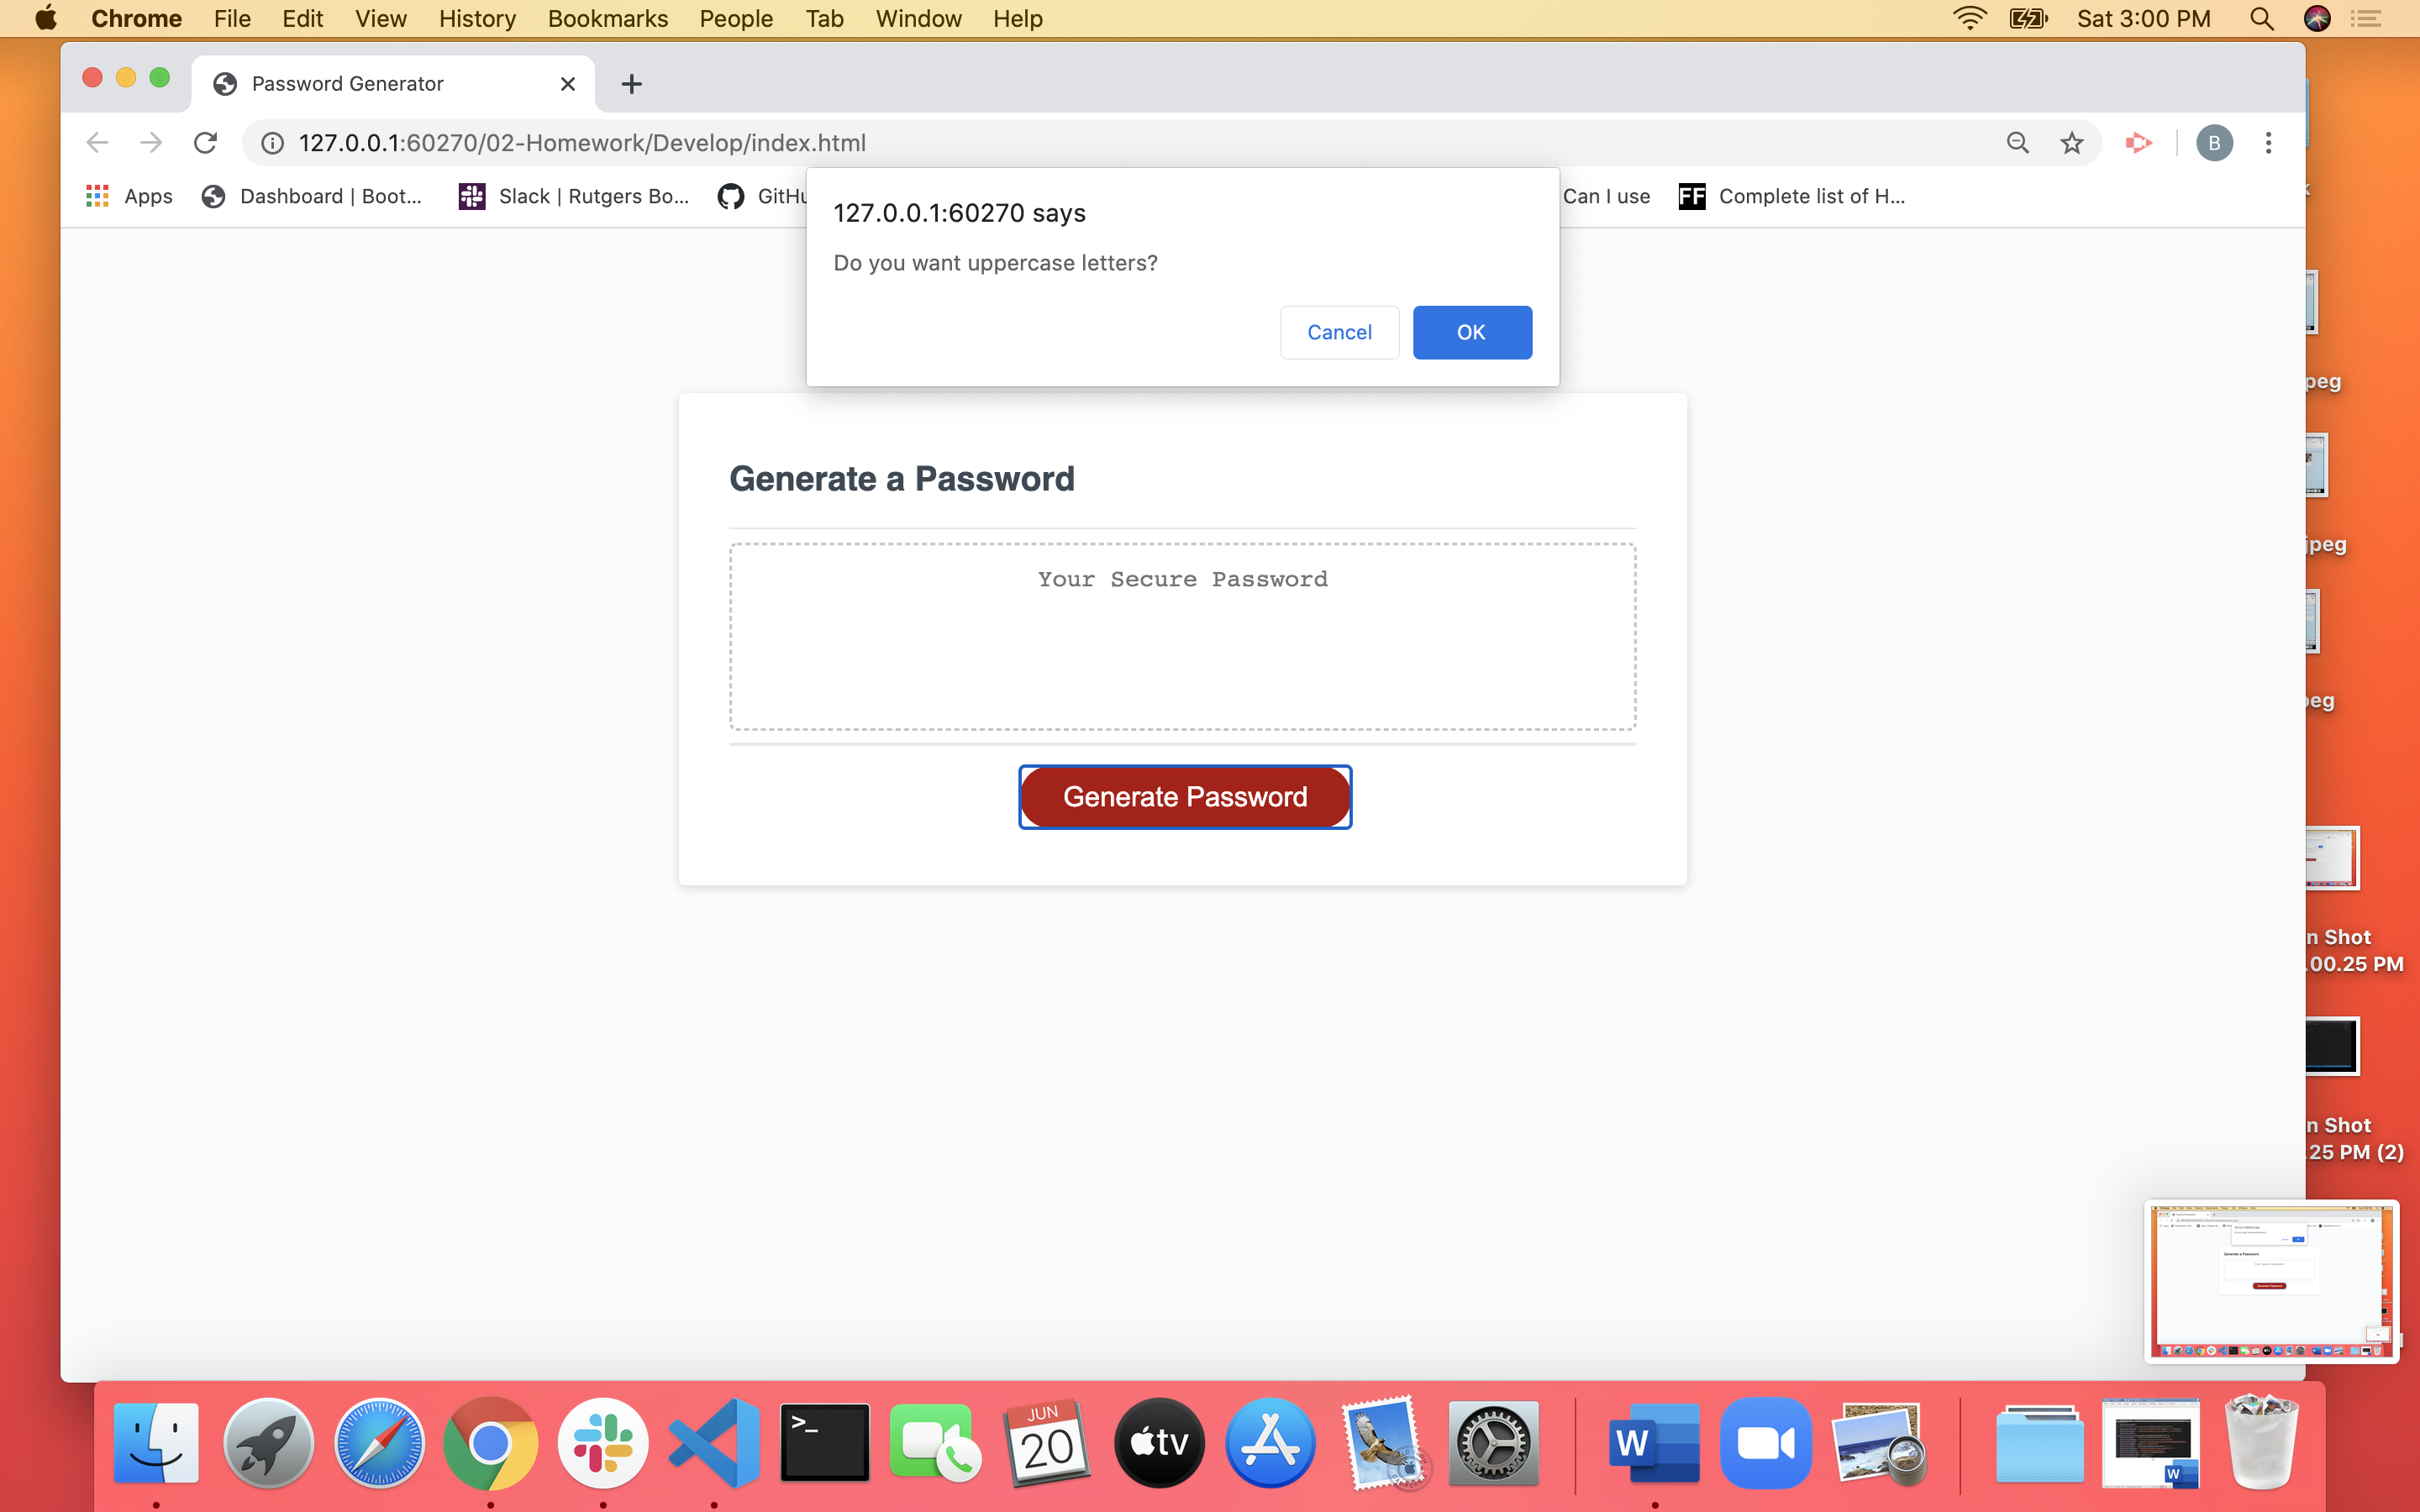 Chrome File Edit View History Bookmarks People Tab Window Help Sat 3:00 PM
Password Generator
127.0.0.1:60270/02-Homework/Develop/index.html B
Apps Dashboard | Boot... Slack | Rutgers Bo... GitHu Can I use FF Complete list of H...
127.0.0.1:60270 says
Do you want uppercase letters?
Cancel OK
Generate a Password
Your Secure Password
Generate Password
peg
jpeg
peg
n Shot
.00.25 PM
n Shot
.25 PM (2)
JUN
20
tv
W
W